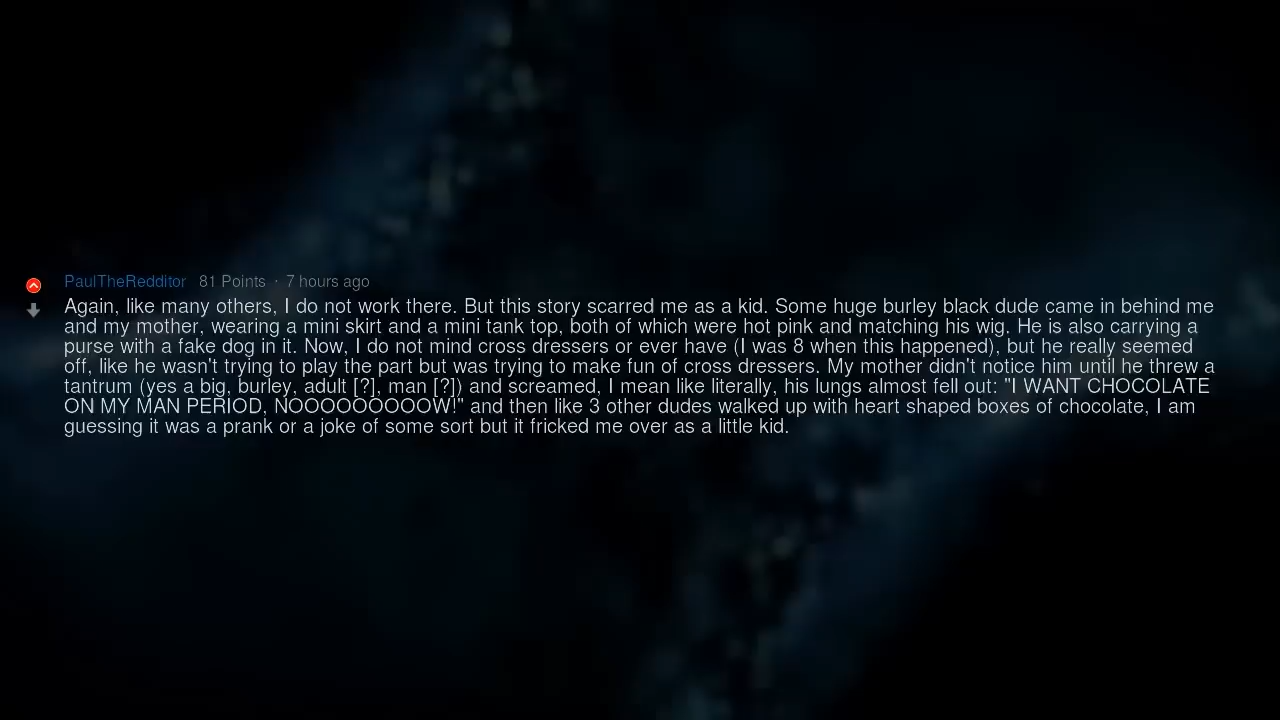 PaulTheRedditor 81 Points · 7 hours ago
Again, like many others, I do not work there. But this story scarred me as a kid. Some huge burley black dude came in behind me
and my mother, wearing a mini skirt and a mini tank top, both of which were hot pink and matching his wig. He is also carrying a
purse with a fake dog in it. Now, I do not mind cross dressers or ever have (I was 8 when this happened), but he really seemed
off, like he wasn't trying to play the part but was trying to make fun of cross dressers. My mother didn't notice him until he threw a
tantrum (yes a big, burley, adult [?], man [?]) and screamed, I mean like literally, his lungs almost fell out: "I WANT CHOCOLATE
ON MY MAN PERIOD, NOOOOOOOOOW!" and then like 3 other dudes walked up with heart shaped boxes of chocolate, I am
guessing it was a prank or a joke of some sort but it fricked me over as a little kid.